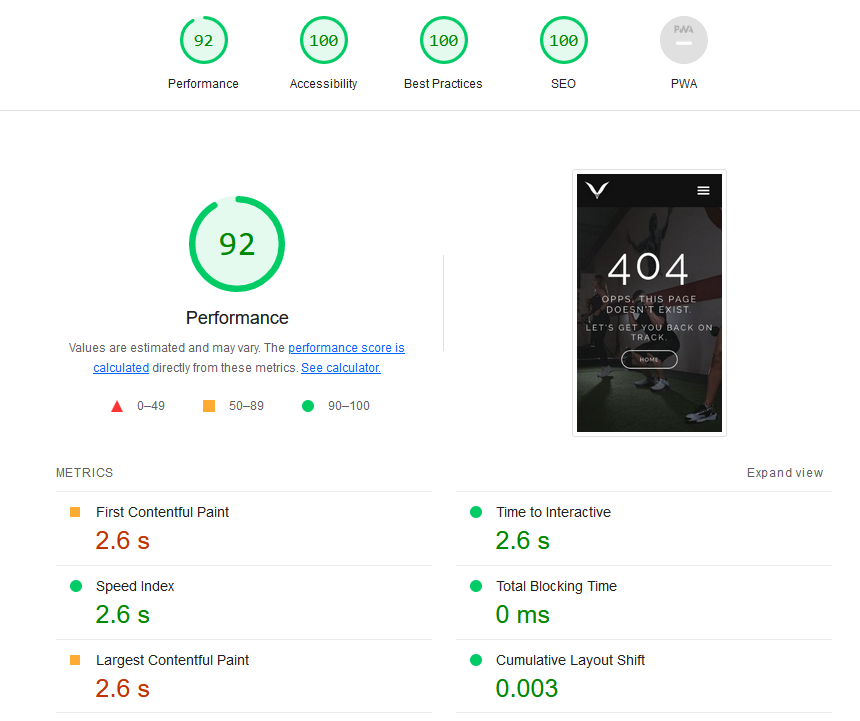 92 100 100 100 PWA
Performance Accessibility Best Practices SEO PWA
92
Performance
Values are estimated and may vary. The performance score is
calculated directly from these metrics. See calculator.
0–49 50–89 90–100
404
OPPS, THIS PAGE
DOESN'T EXIST.
LET'S GET YOU BACK ON
TRACK.
HOME
METRICS Expand view
First Contentful Paint Time to Interactive
2.6 s 2.6 s
Speed Index Total Blocking Time
2.6 s 0 ms
Largest Contentful Paint Cumulative Layout Shift
2.6 s 0.003